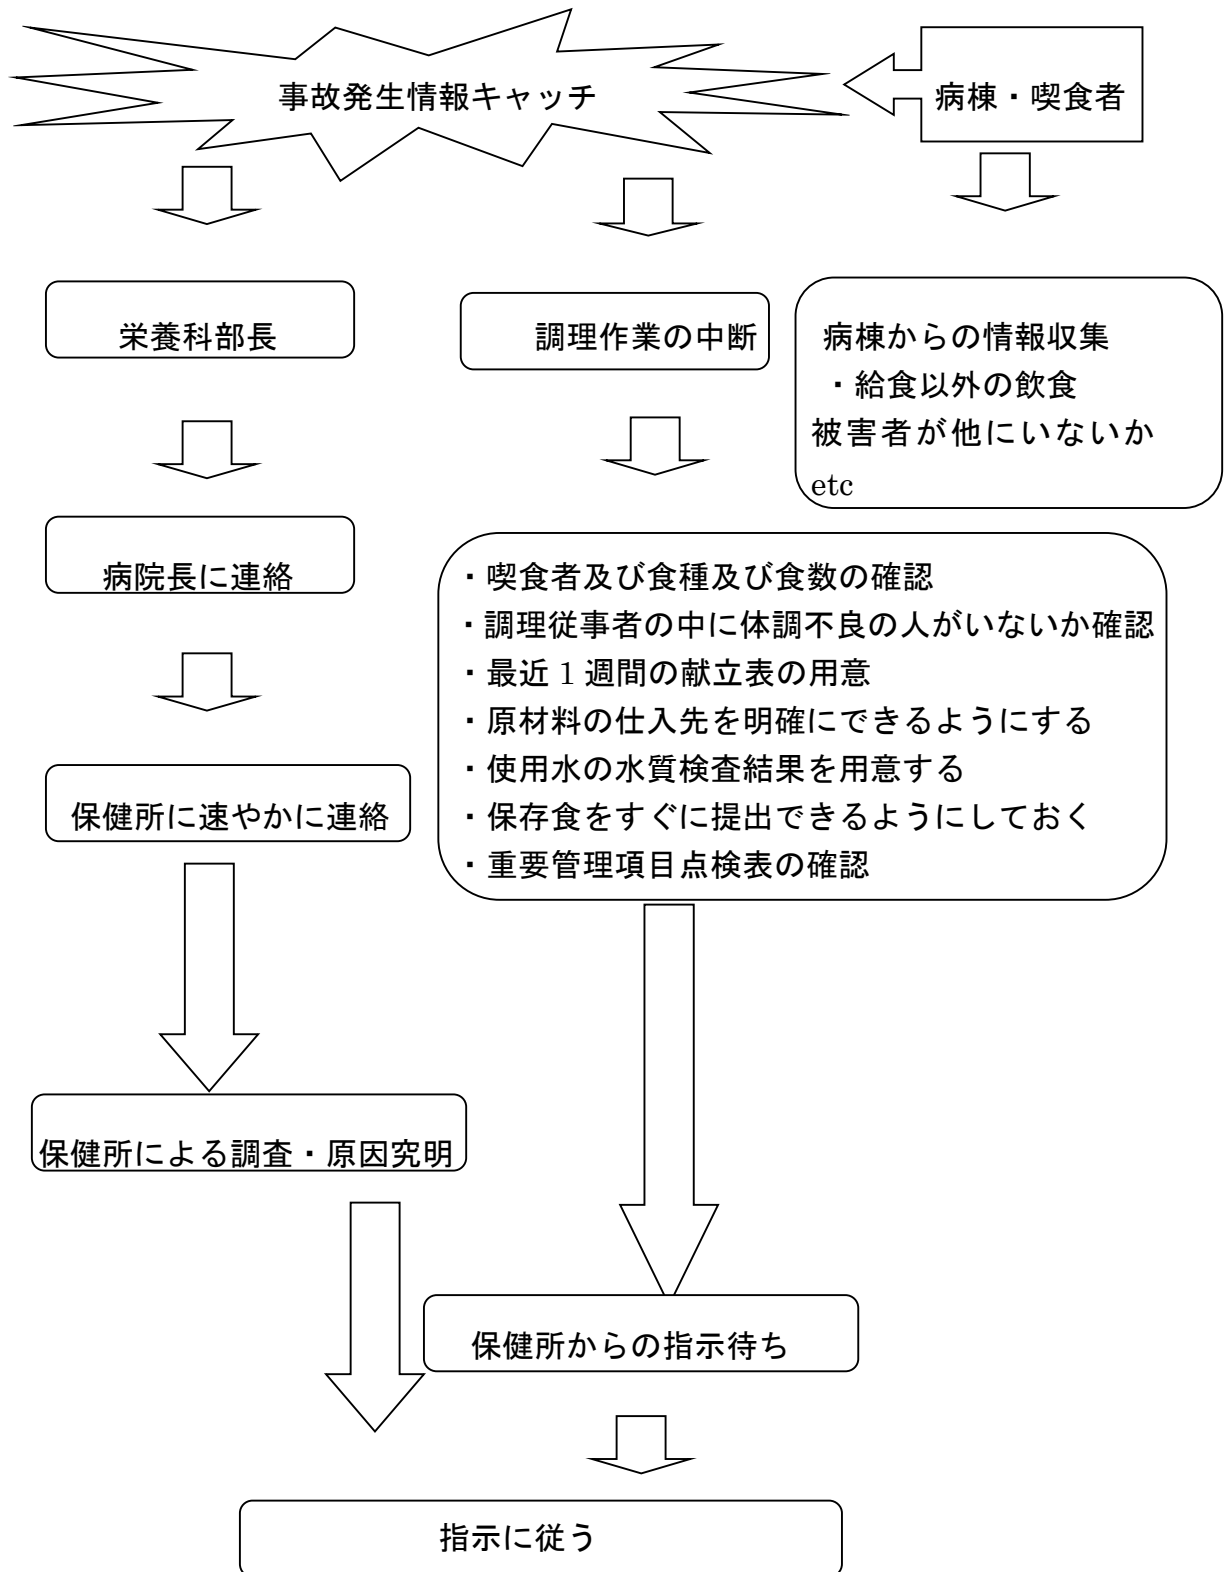 事故発生情報キャッチ
病棟・喫食者
栄養科部長
調理作業の中断
病棟からの情報収集
・給食以外の飲食
被害者が他にいないか
etc
病院長に連絡
・喫食者及び食種及び食数の確認
・調理従事者の中に体調不良の人がいないか確認
・最近 1 週間の献立表の用意
・原材料の仕入先を明確にできるようにする
・使用水の水質検査結果を用意する
・保存食をすぐに提出できるようにしておく
・重要管理項目点検表の確認
保健所に速やかに連絡
保健所による調査・原因究明
保健所からの指示待ち
指示に従う